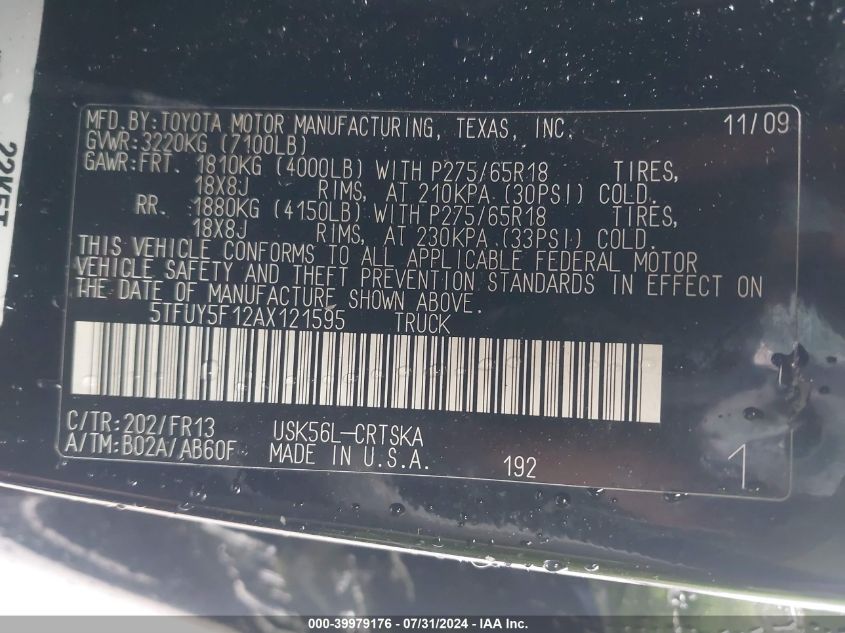 MFD. BY: TOYOTA MOTOR MANUFACTURING, TEXAS, INC. 11/09
GVWR: 3220KG (7100LB)
GAWR: FRT. 1810KG (4000LB) WITH P275/65R18 TIRES,
18X8J RIMS, AT 210KPA (30PSI) COLD.
RR. 1880KG (4150LB) WITH P275/65R18 TIRES,
18X8J RIMS, AT 230KPA (33PSI) COLD.
THIS VEHICLE CONFORMS TO ALL APPLICABLE FEDERAL MOTOR
VEHICLE SAFETY AND THEFT PREVENTION STANDARDS IN EFFECT ON
THE DATE OF MANUFACTURE SHOWN ABOVE.
5TFUY5F12AX121595 TRUCK
C/TR: 202/FR13 USK56L-CRTSKA
A/TM: B02A/AB60F MADE IN U.S.A. 192 1
000-39979176 / 07/31/2024 - IAAI Inc.